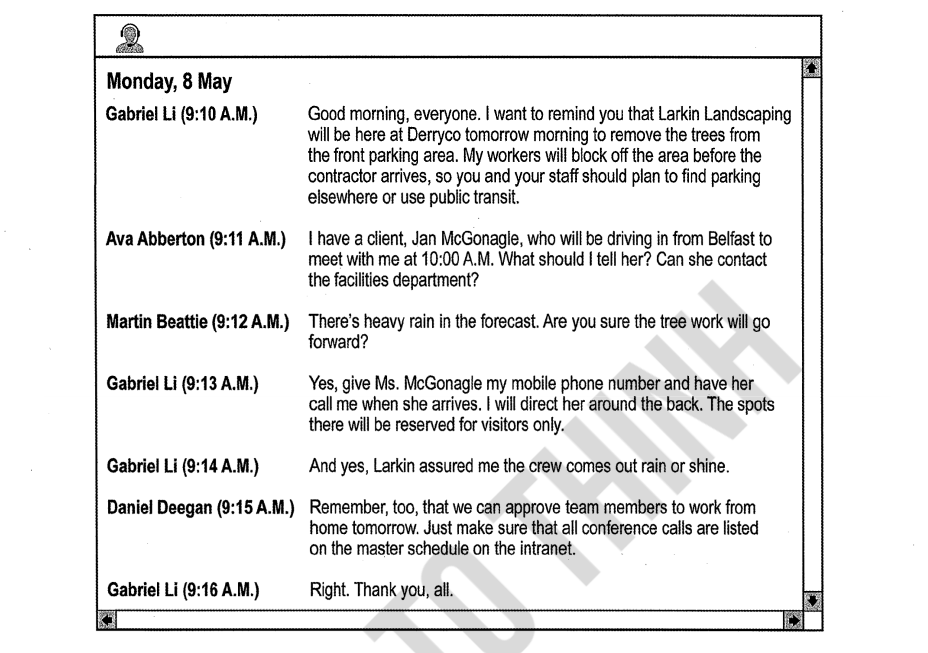 Monday, 8 May
Gabriel Li (9:10 A.M.) Good morning, everyone. I want to remind you that Larkin Landscaping
will be here at Derryco tomorrow morning to remove the trees from
the front parking area. My workers will block off the area before the
contractor arrives, so you and your staff should plan to find parking
elsewhere or use public transit.
Ava Abberton (9:11 A.M.) I have a client, Jan McGonagle, who will be driving in from Belfast to
meet with me at 10:00 A.M. What should I tell her? Can she contact
the facilities department?
Martin Beattie (9:12 A.M.) There's heavy rain in the forecast. Are you sure the tree work will go
forward?
Gabriel Li (9:13 A.M.) Yes, give Ms. McGonagle my mobile phone number and have her
call me when she arrives. I will direct her around the back. The spots
there will be reserved for visitors only.
Gabriel Li (9:14 A.M.) And yes, Larkin assured me the crew comes out rain or shine.
Daniel Deegan (9:15 A.M.) Remember, too, that we can approve team members to work from
home tomorrow. Just make sure that all conference calls are listed
on the master schedule on the intranet.
Gabriel Li (9:16 A.M.) Right. Thank you, all.
TO THINH